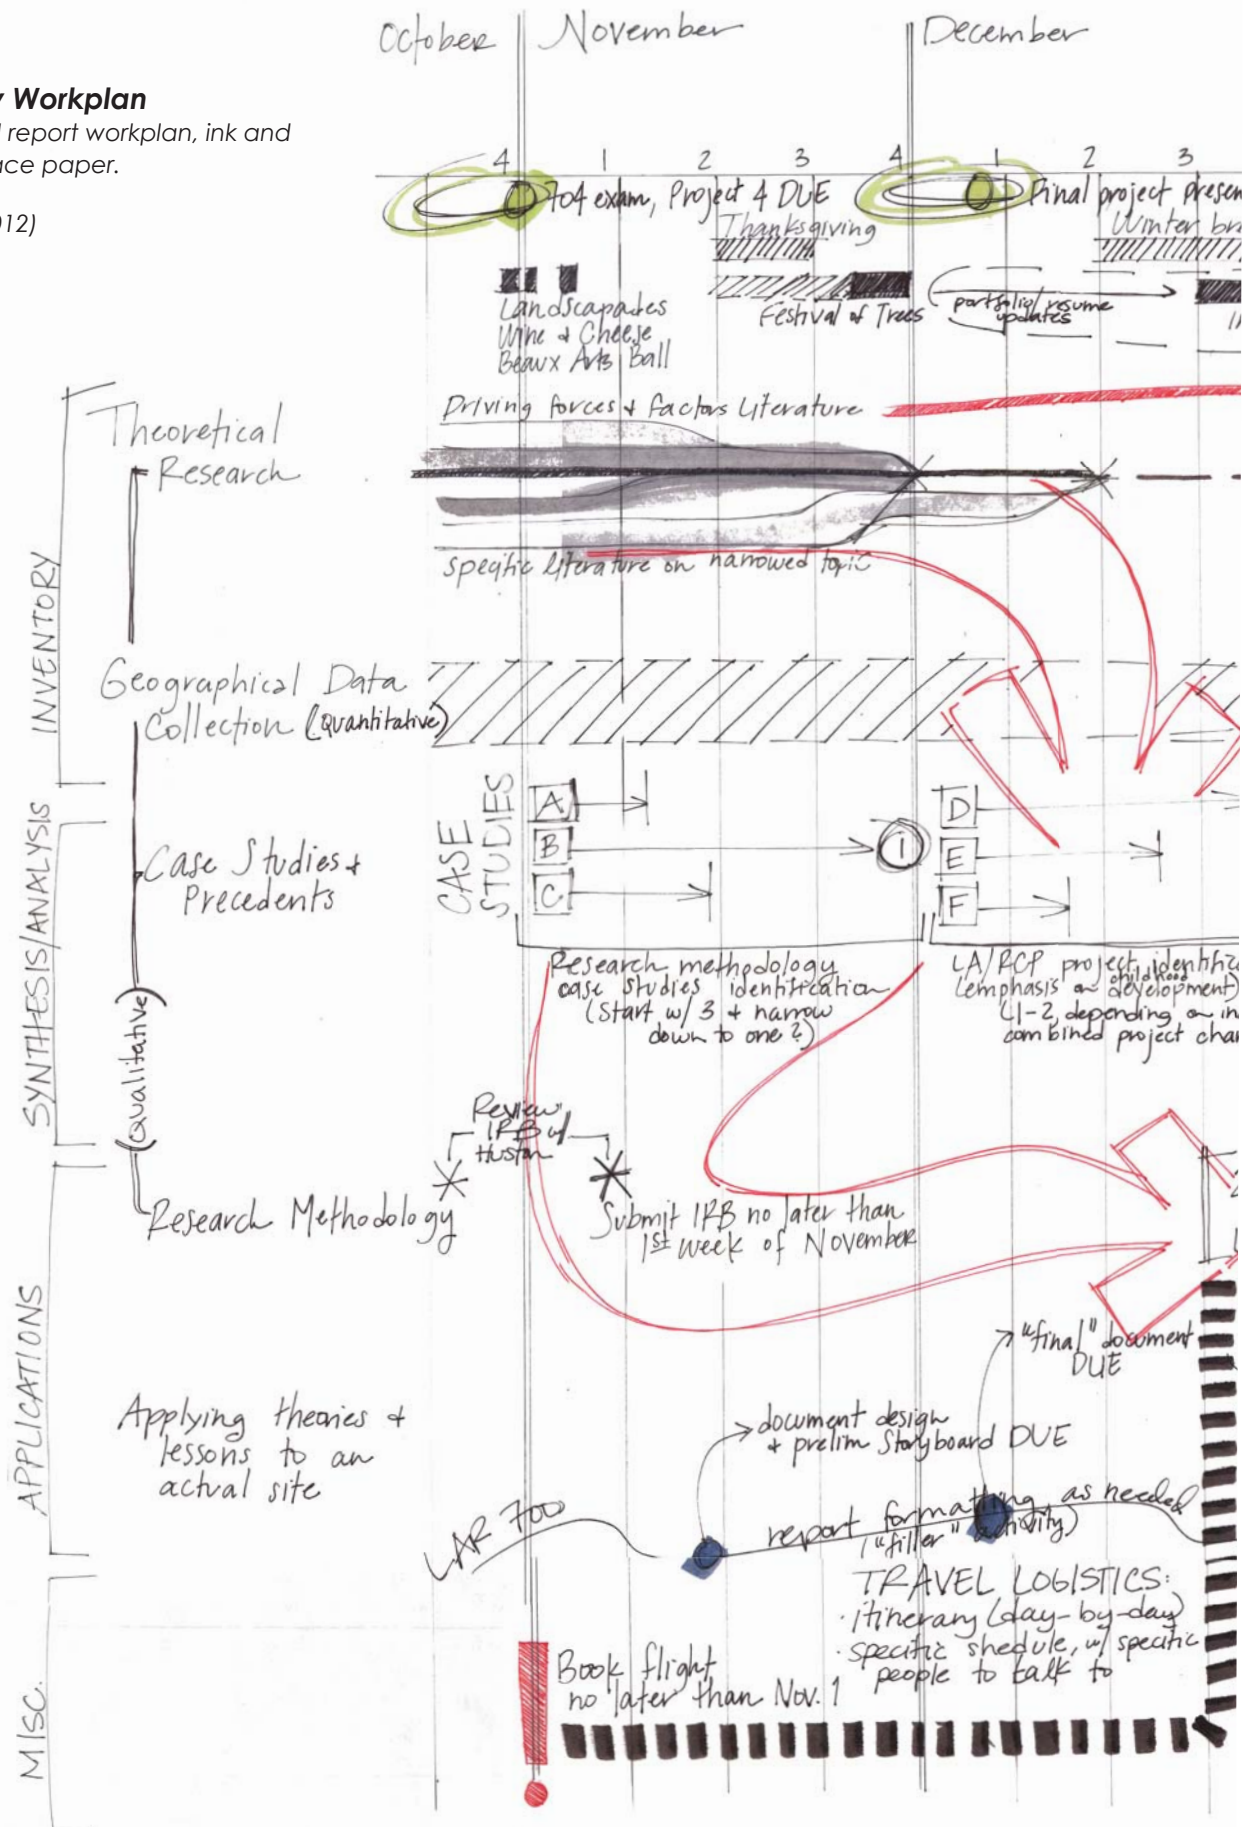 October
November
December
Workplan
report workplan, ink and
ace paper.
012)
4
1
2
3
4
1
2
3
704 exam, Project 4 DUE
Final project presen
Thanksgiving
Winter bra
Landscapades
Wine & Cheese
Beaux Arts Ball
Festival of Trees
portfolio/resume
updates
Driving forces & factors Literature
specific literature on narrowed topic
INVENTORY
Theoretical
Research
Geographical Data
Collection (Quantitative)
SYNTHESIS/ANALYSIS
Case Studies &
Precedents
(Qualitative)
CASE
STUDIES
A
B
C
1
D
E
F
Research methodology
case studies identification
(Start w/ 3 & narrow
down to one?)
LA/RCP project identifica
(emphasis on childhood
development)
(1-2, depending on in
combined project char
Review
IRB w/
Huston
Research Methodology
Submit IRB no later than
1st week of November
APPLICATIONS
Applying theories &
lessons to an
actual site
"final" document
DUE
document design
& prelim Storyboard DUE
LAR 700
report formatting, as needed
("filler" activity)
TRAVEL LOGISTICS:
· itinerary (day-by-day)
· specific shedule, w/ specific
people to talk to
MISC.
Book flight
no later than Nov. 1